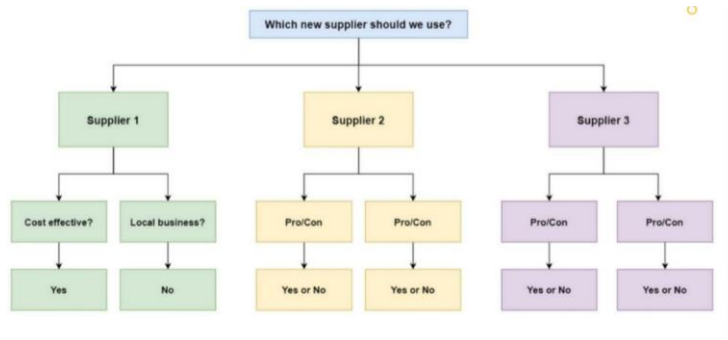 Which new supplier should we use?
Supplier 1
Supplier 2
Supplier 3
Cost effective?
Local business?
Pro/Con
Pro/Con
Pro/Con
Pro/Con
Yes
No
Yes or No
Yes or No
Yes or No
Yes or No